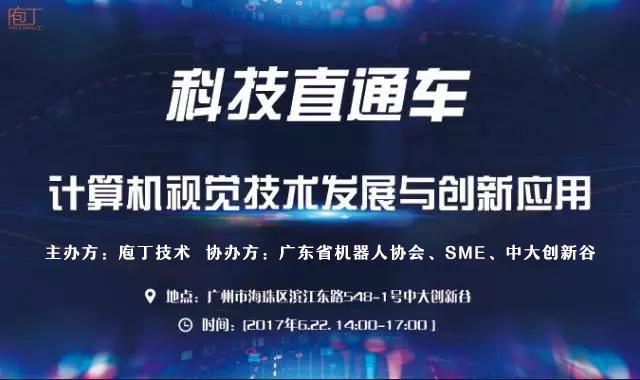 庖丁
科技直通车
计算机视觉技术发展与创新应用
主办方：庖丁技术 协办方：广东省机器人协会、SME、中大创新谷
地点：广州市海珠区滨江东路548-1号中大创新谷
时间：[2017年6.22. 14:00-17:00 ]